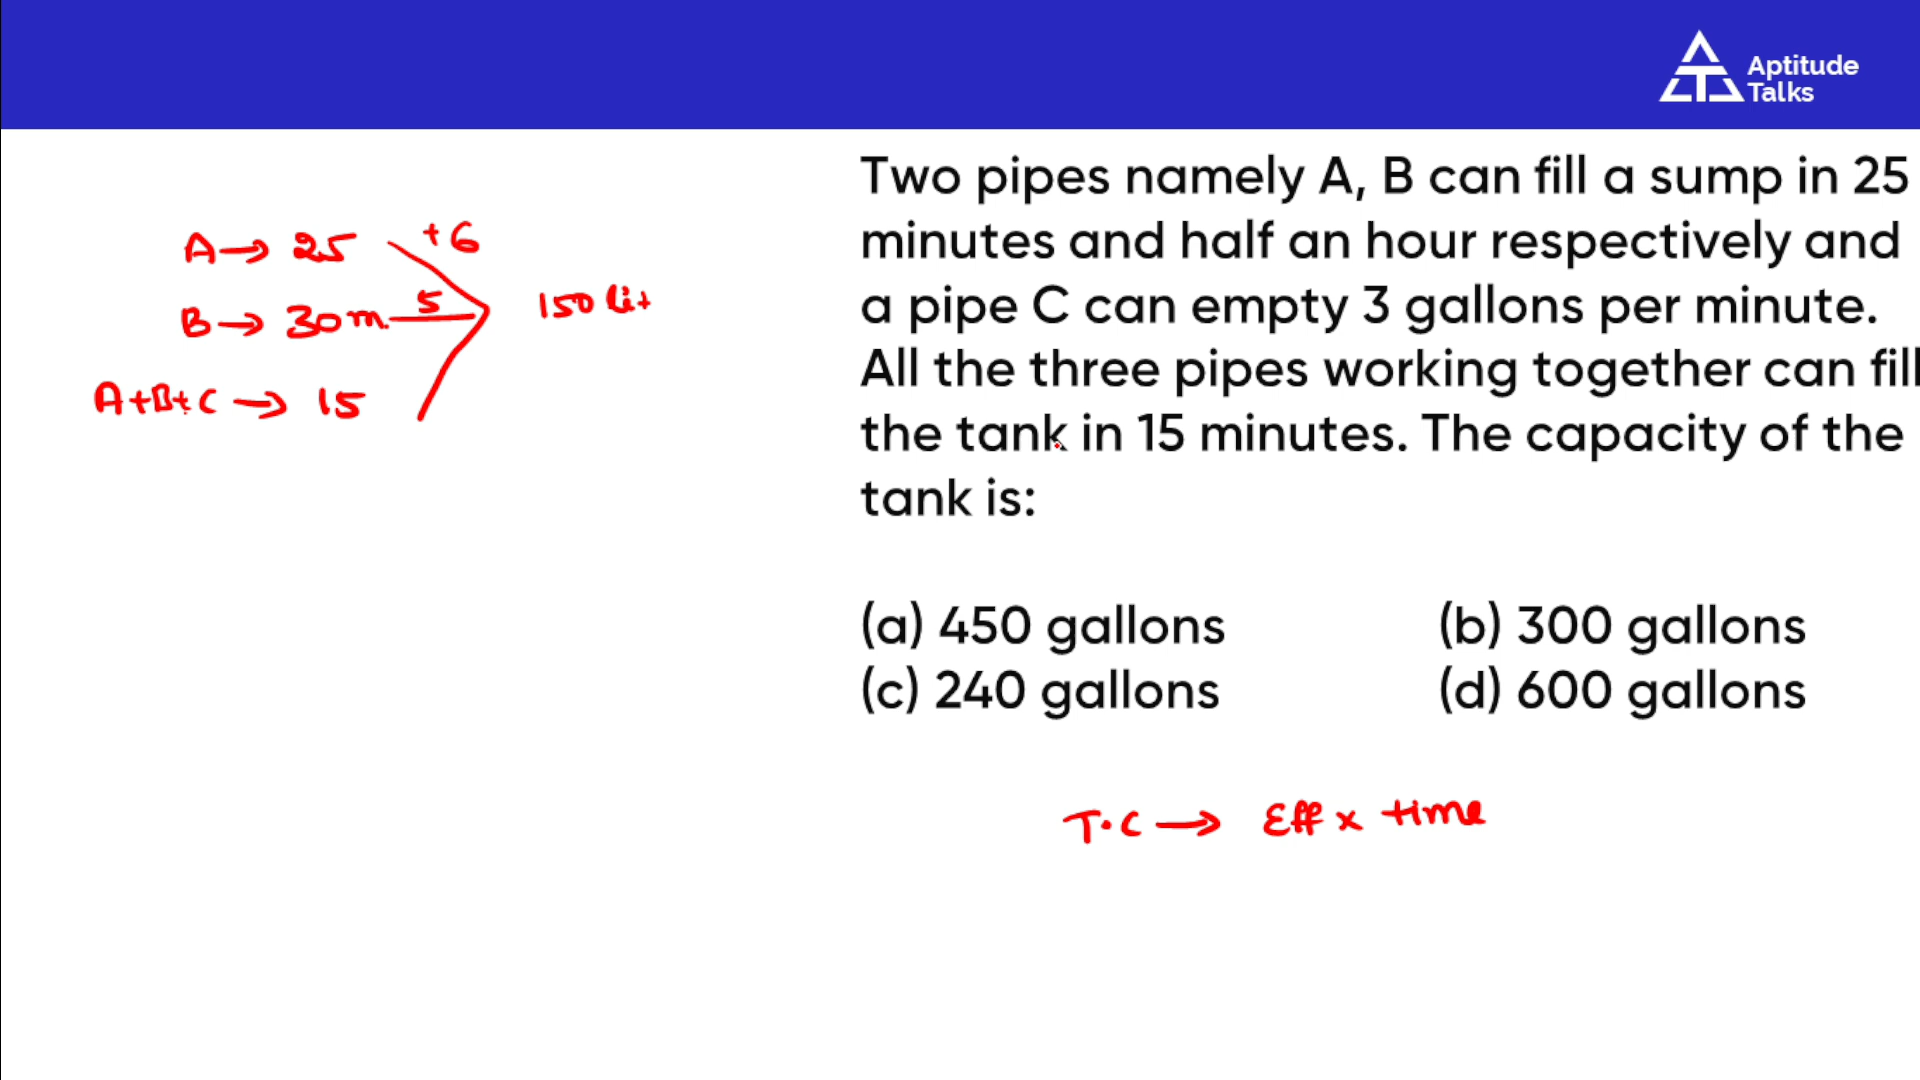 Aptitude
Talks
Two pipes namely A, B can fill a sump in 25
minutes and half an hour respectively and
a pipe C can empty 3 gallons per minute.
All the three pipes working together can fill
the tank in 15 minutes. The capacity of the
tank is:
(a) 450 gallons (b) 300 gallons
(c) 240 gallons (d) 600 gallons
A → 25 +6
B → 30 m. 5 150 lit
A+B+C → 15
T.C → Eff x time